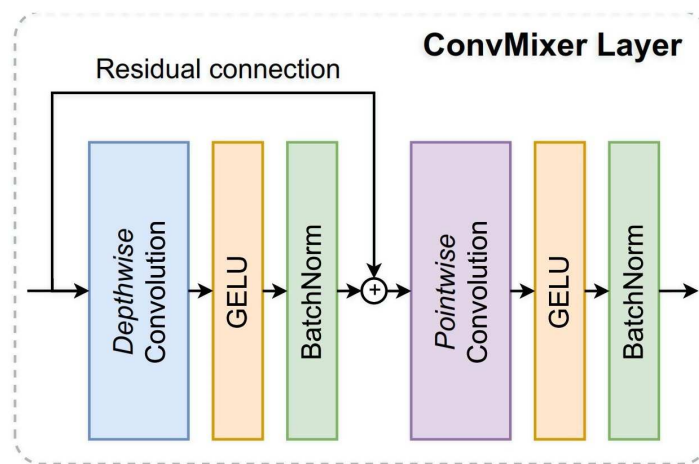 ConvMixer Layer
Residual connection
Depthwise
Convolution
GELU
BatchNorm
+
Pointwise
Convolution
GELU
BatchNorm